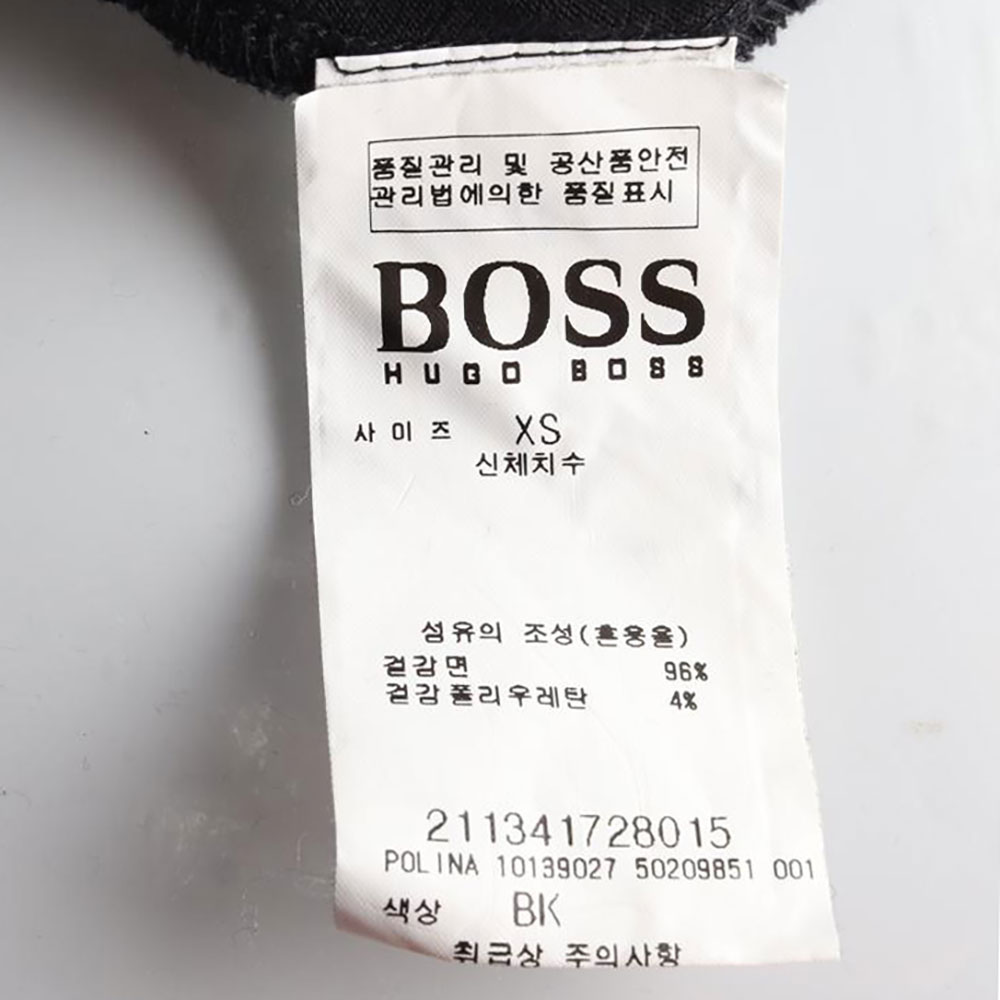 품질관리 및 공산품안전
관리법에의한 품질표시
BOSS
HUGO BOSS
사이즈 XS
신체치수
섬유의 조성(혼용율)
겉감면 96%
겉감폴리우레탄 4%
211341728015
POLINA 10139027 50209851 001
색상 BK
취급상 주의사항